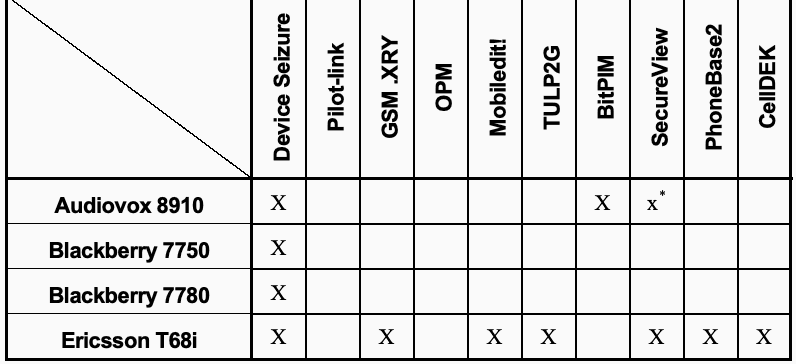 Device Seizure Pilot-link GSM .XRY OPM Mobiledit! TULP2G BitPIM SecureView PhoneBase2 CellDEK
Audiovox 8910 X X x*
Blackberry 7750 X
Blackberry 7780 X
Ericsson T68i X X X X X X X